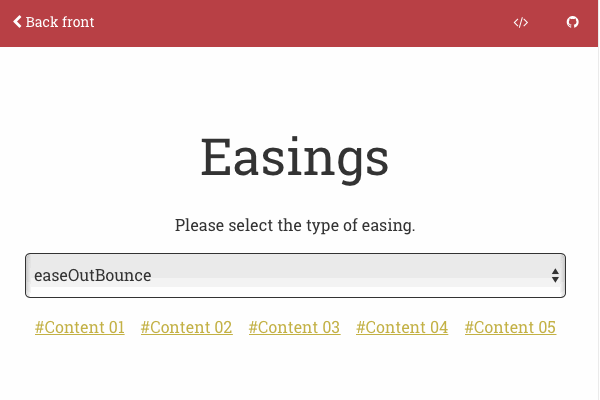 Back front
</>
Easings
Please select the type of easing.
easeOutBounce
#Content 01 #Content 02 #Content 03 #Content 04 #Content 05